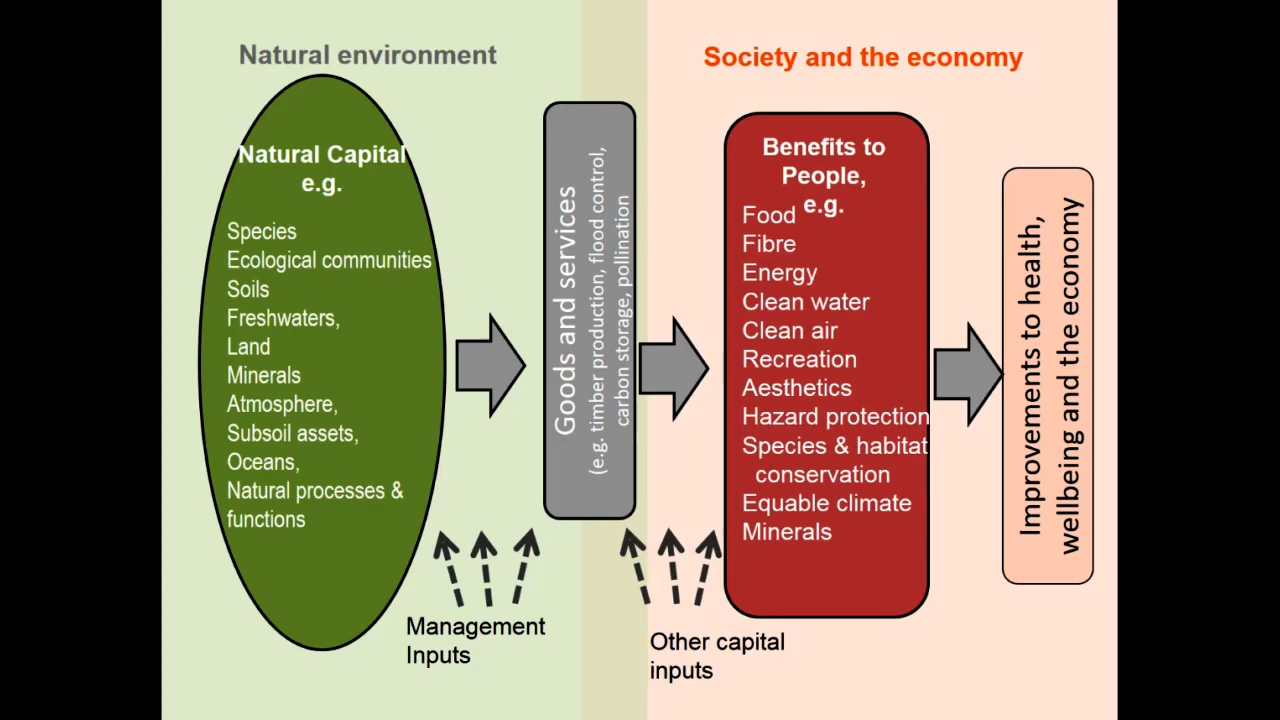 Natural environment
Society and the economy
Natural Capital
e.g.
Species
Ecological communities
Soils
Freshwaters,
Land
Minerals
Atmosphere,
Subsoil assets,
Oceans,
Natural processes &
functions
Goods and services
(e.g. timber production, flood control,
carbon storage, pollination
Benefits to
People,
e.g.
Food
Fibre
Energy
Clean water
Clean air
Recreation
Aesthetics
Hazard protection
Species & habitat
conservation
Equable climate
Minerals
Improvements to health,
wellbeing and the economy
Management
Inputs
Other capital
inputs